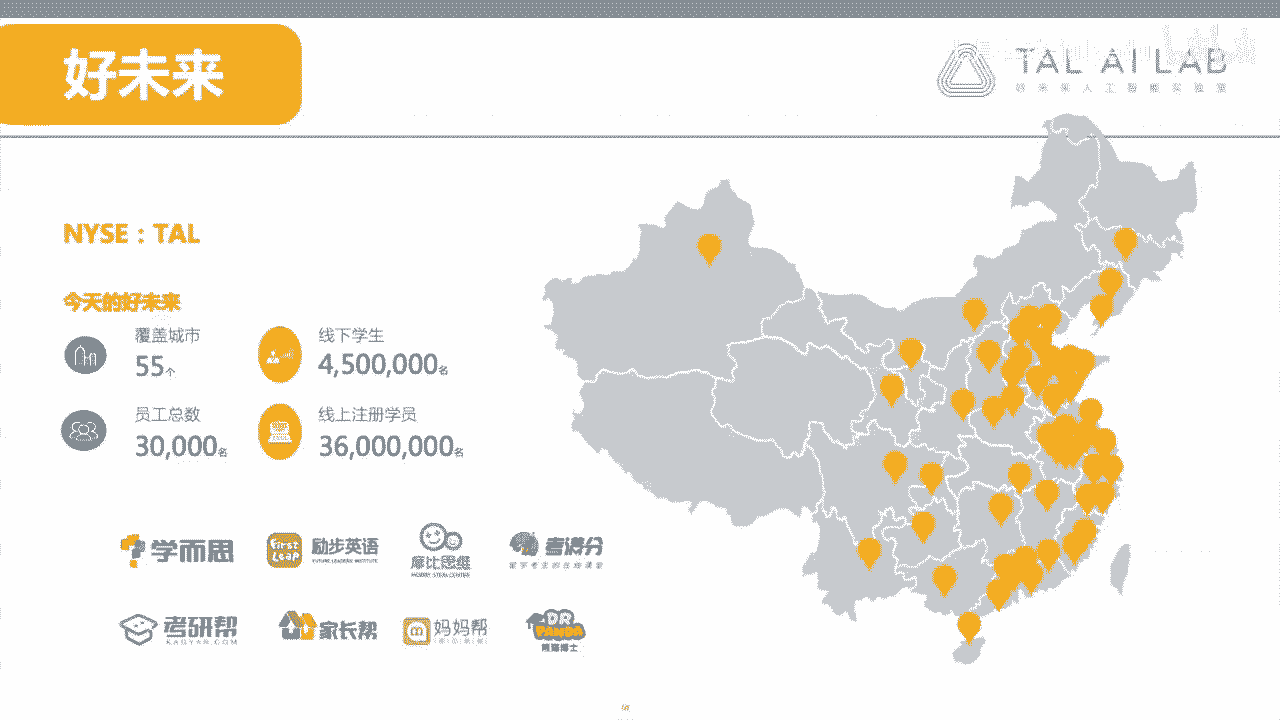 好未来
TAL AI LAB
好未来人工智能实验室
NYSE：TAL
今天的好未来
覆盖城市
55个
线下学生
4,500,000名
员工总数
30,000名
线上注册学员
36,000,000名
学而思
First Leap
励步英语
FUTURE LEADERS INSTITUTE
摩比思维
MOBBY STEM CENTER
考满分
考研帮
KAOYAN.COM
家长帮
妈妈帮
DR PANDA
熊猫博士